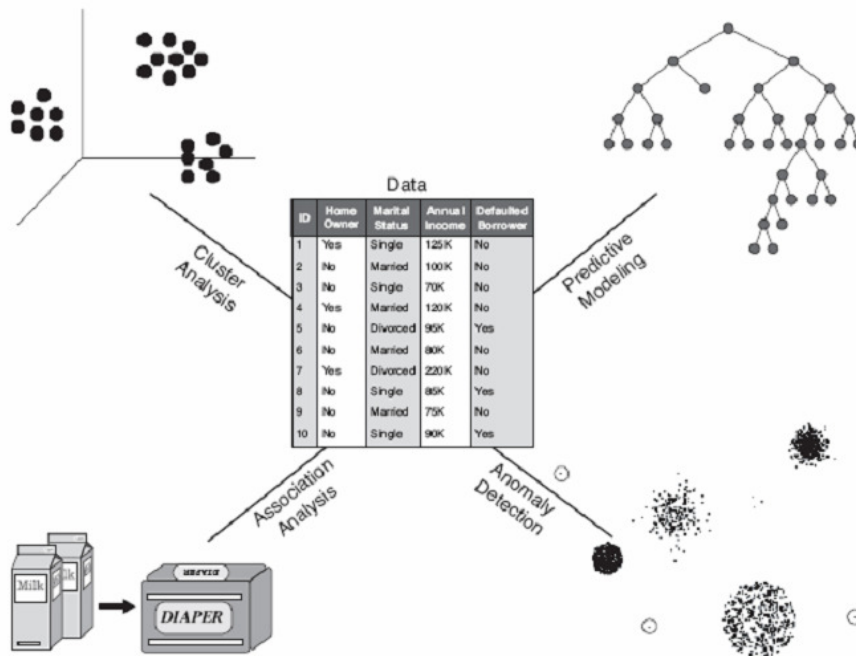 Data
ID Home Owner Marital Status Annual Income Defaulted Borrower
1 Yes Single 125K No
2 No Married 100K No
3 No Single 70K No
4 Yes Married 120K No
5 No Divorced 95K Yes
6 No Married 80K No
7 Yes Divorced 220K No
8 No Single 85K Yes
9 No Married 75K No
10 No Single 90K Yes
Cluster
Analysis
Predictive
Modeling
Association
Analysis
Anomaly
Detection
Milk
DIAPER
DIAPER